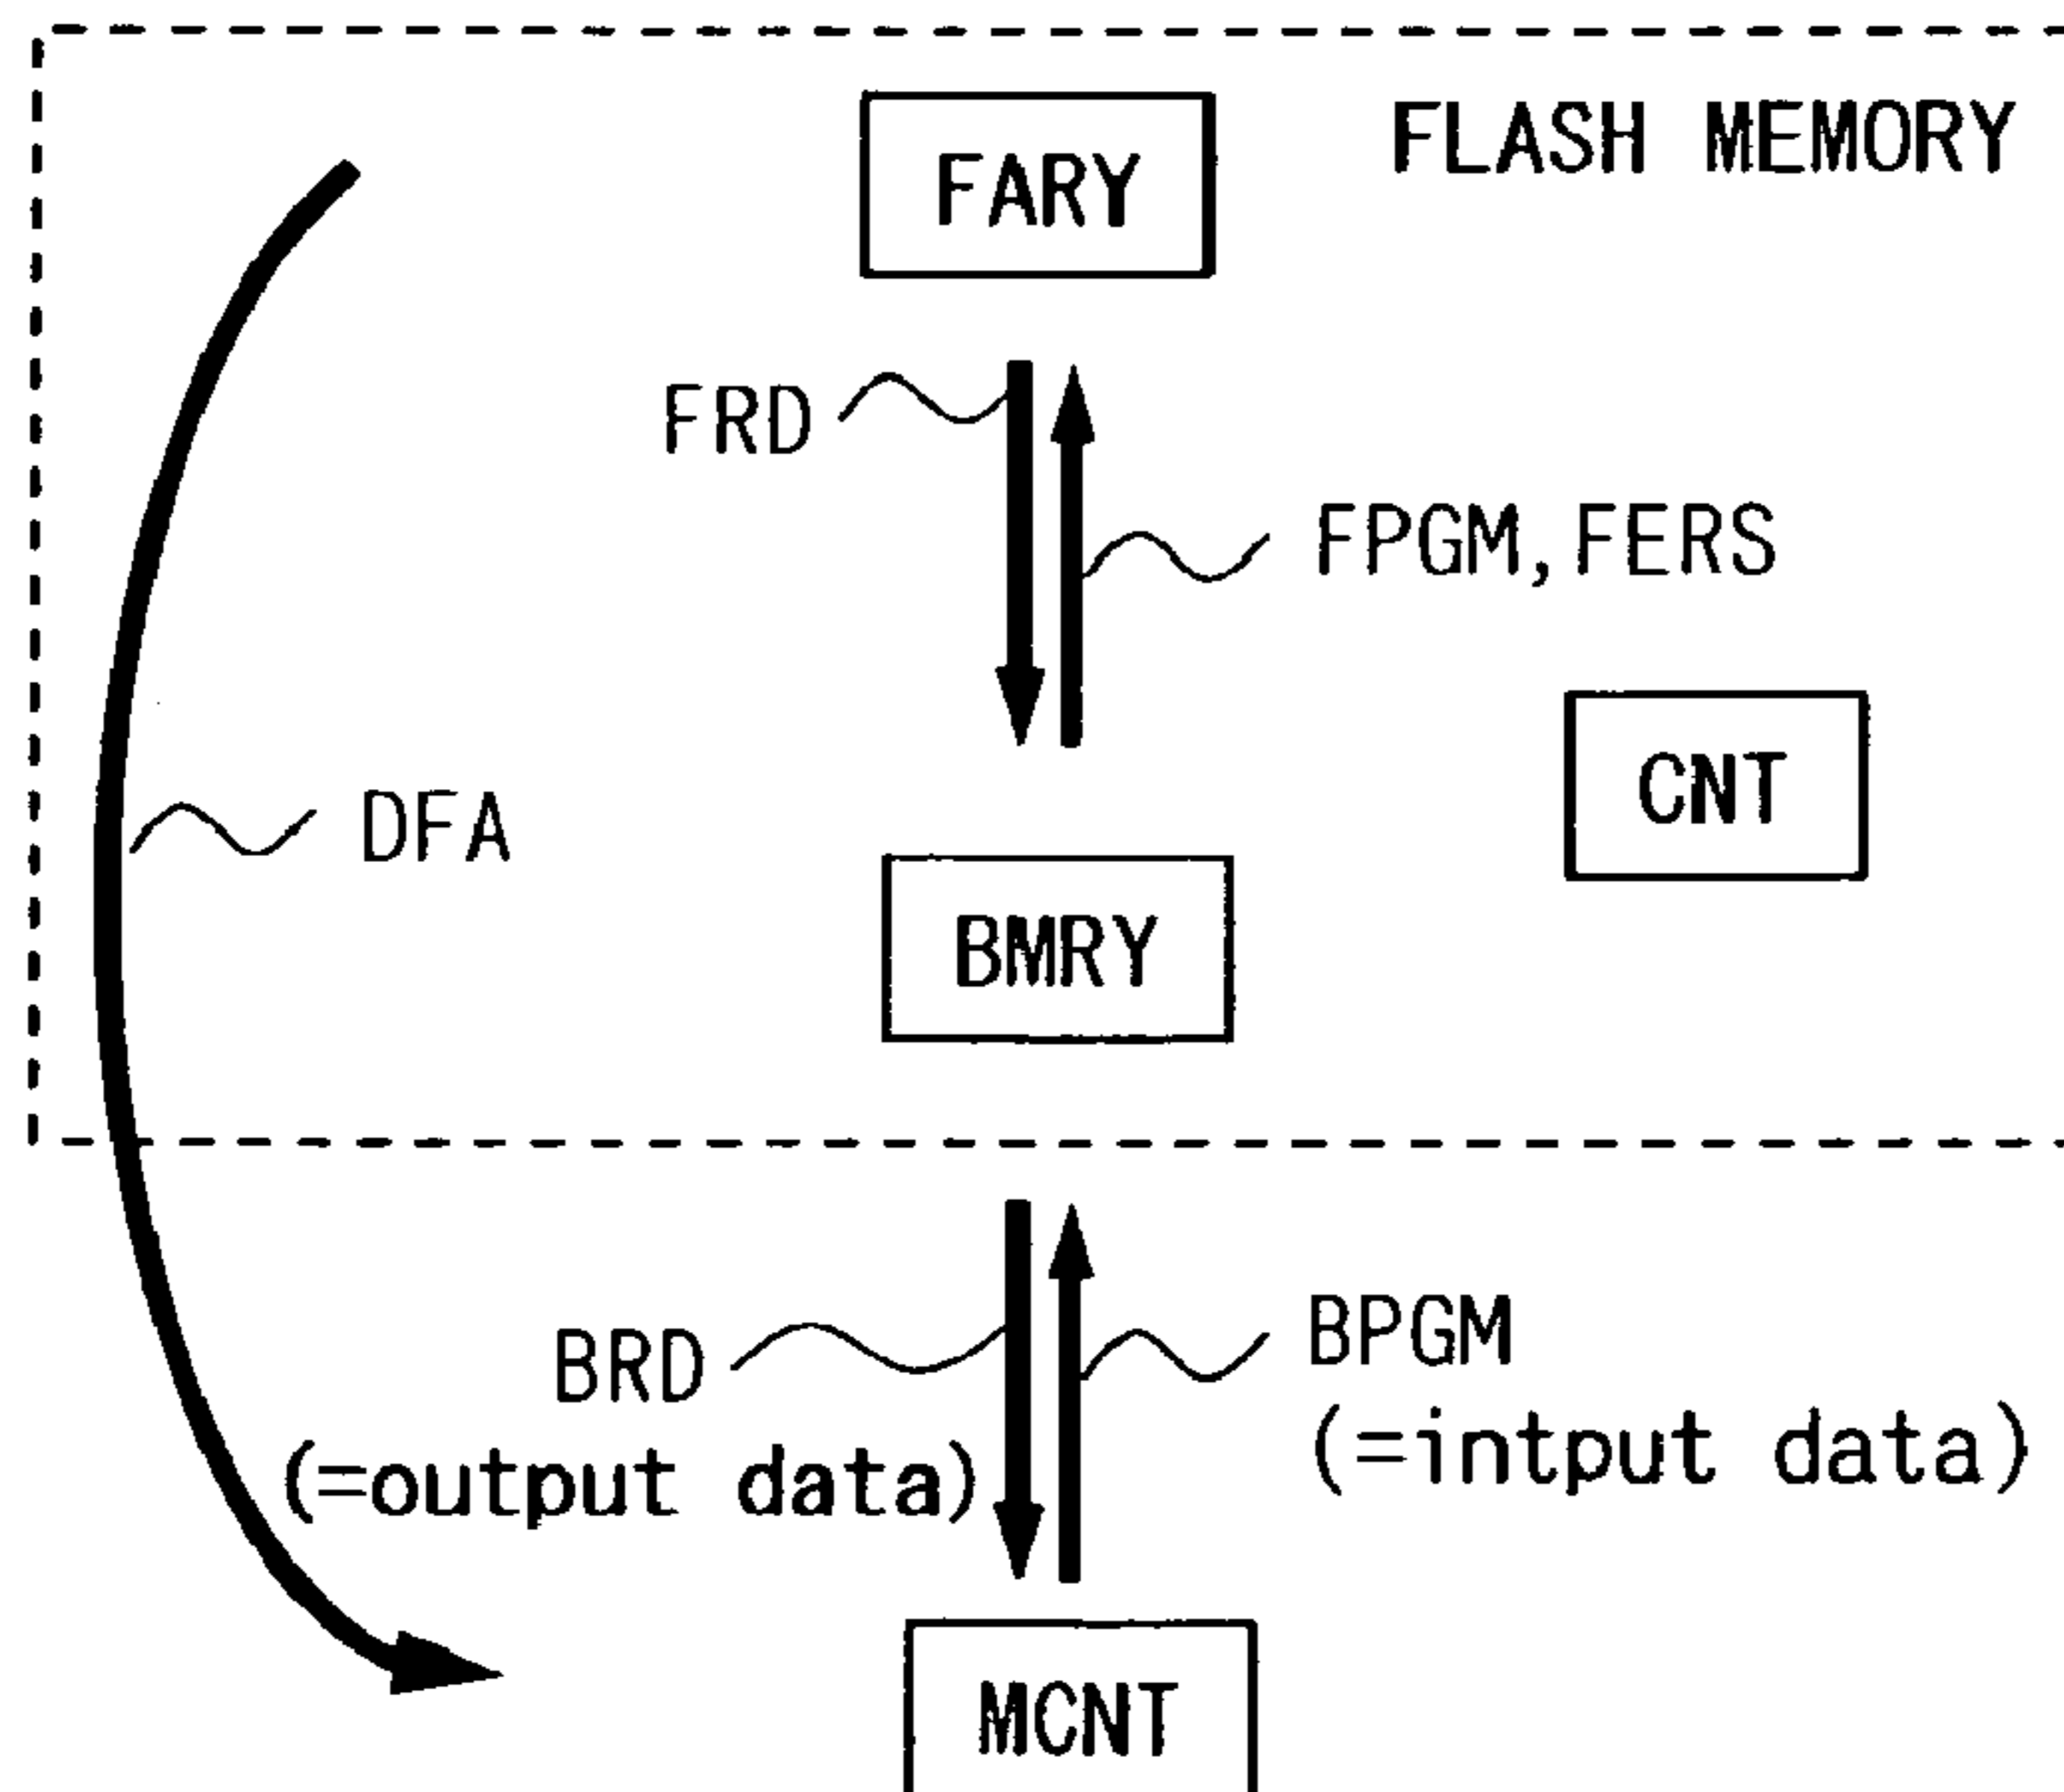 FARY
FLASH MEMORY
FRD
FPGM, FERS
CNT
DFA
BMRY
BRD
(=output data)
BPGM
(=intput data)
MCNT